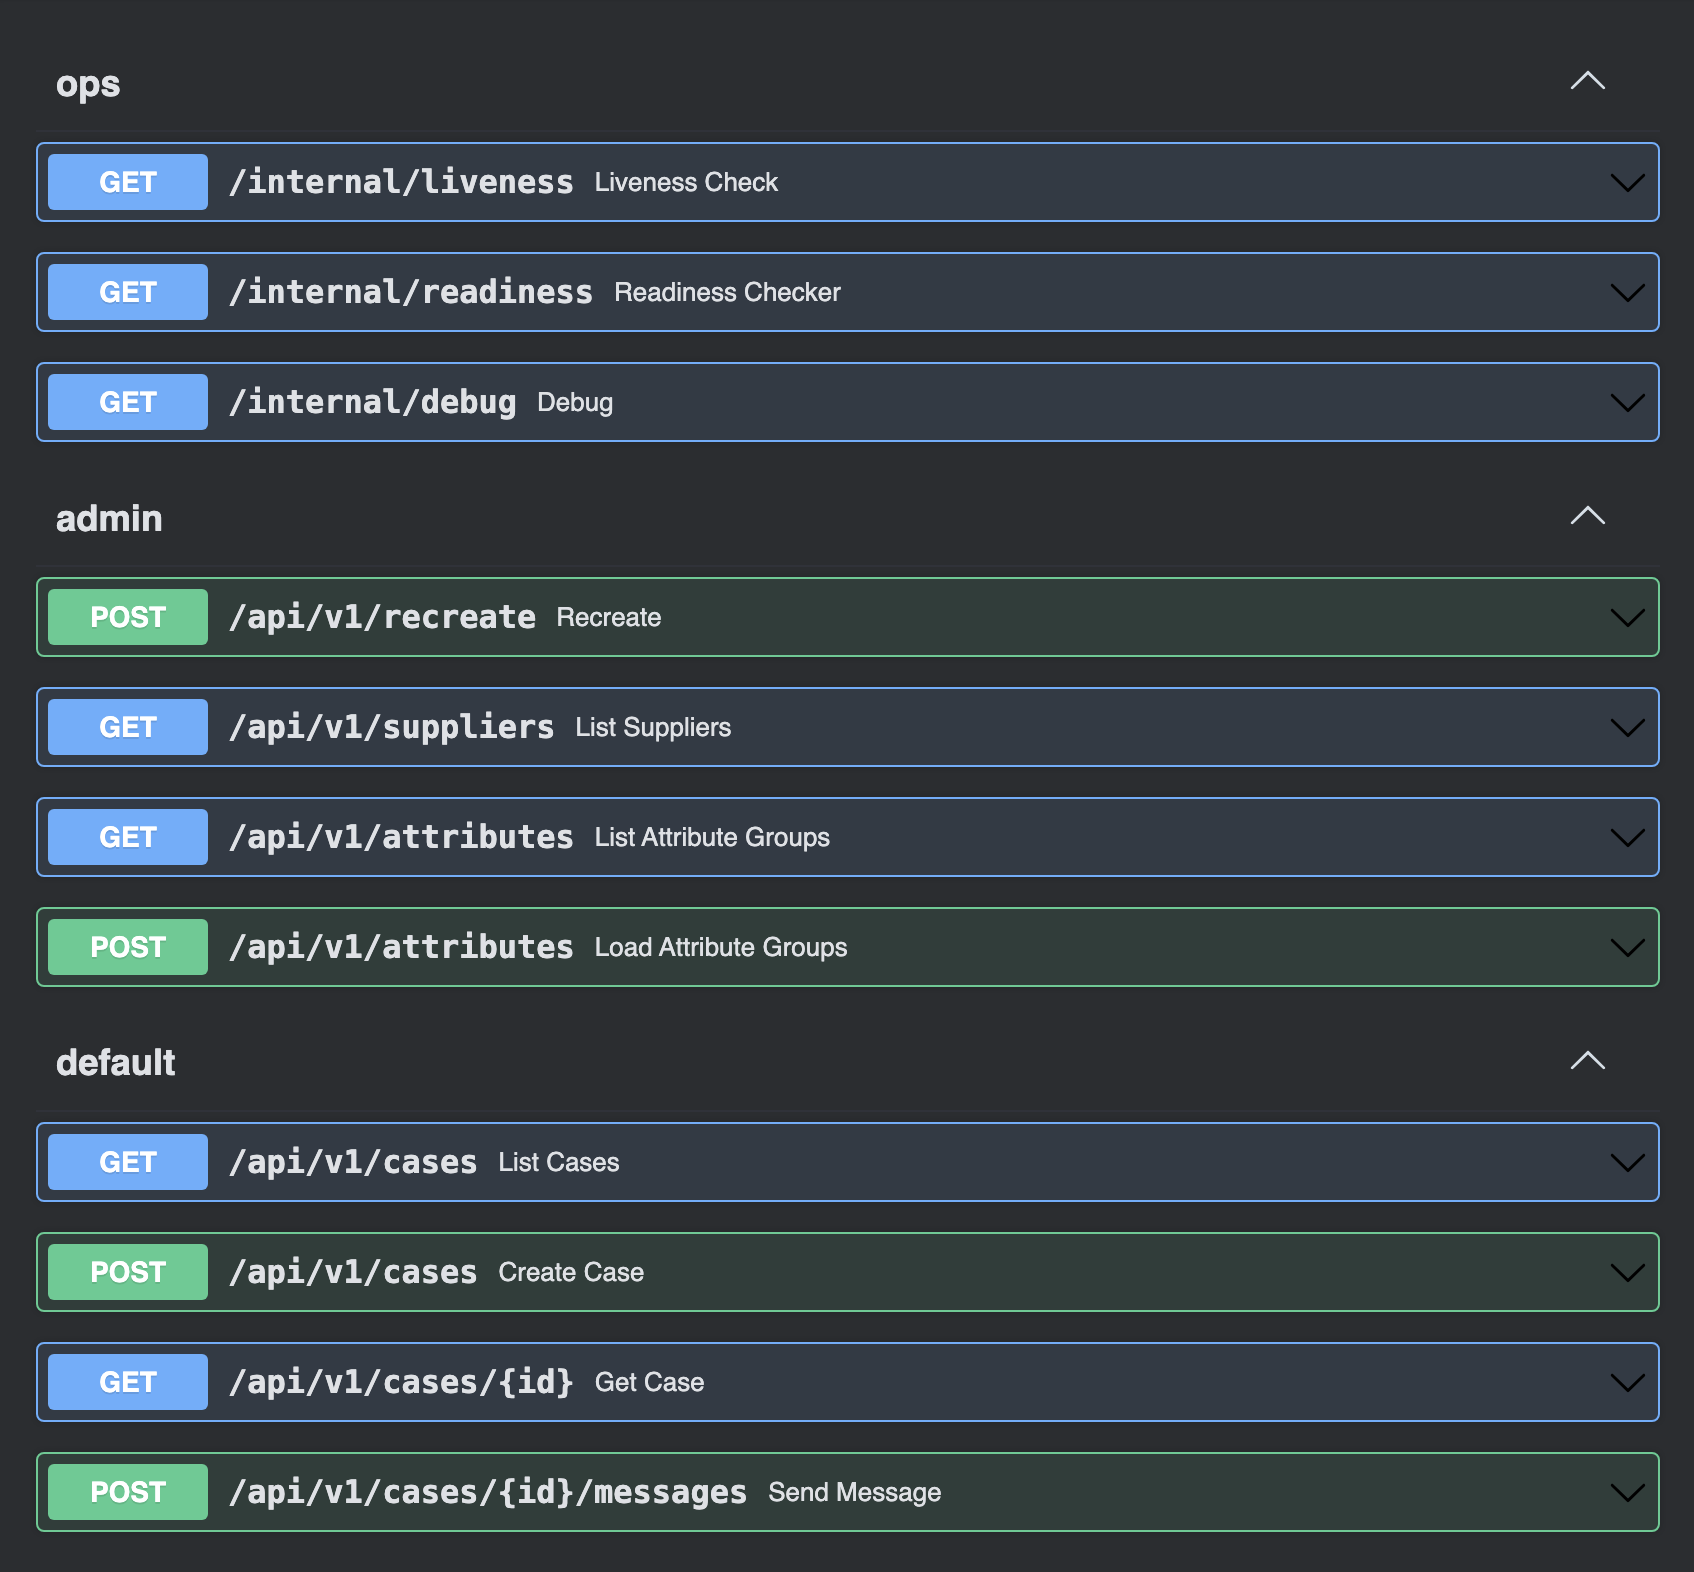 ops
GET /internal/liveness Liveness Check
GET /internal/readiness Readiness Checker
GET /internal/debug Debug
admin
POST /api/v1/recreate Recreate
GET /api/v1/suppliers List Suppliers
GET /api/v1/attributes List Attribute Groups
POST /api/v1/attributes Load Attribute Groups
default
GET /api/v1/cases List Cases
POST /api/v1/cases Create Case
GET /api/v1/cases/{id} Get Case
POST /api/v1/cases/{id}/messages Send Message